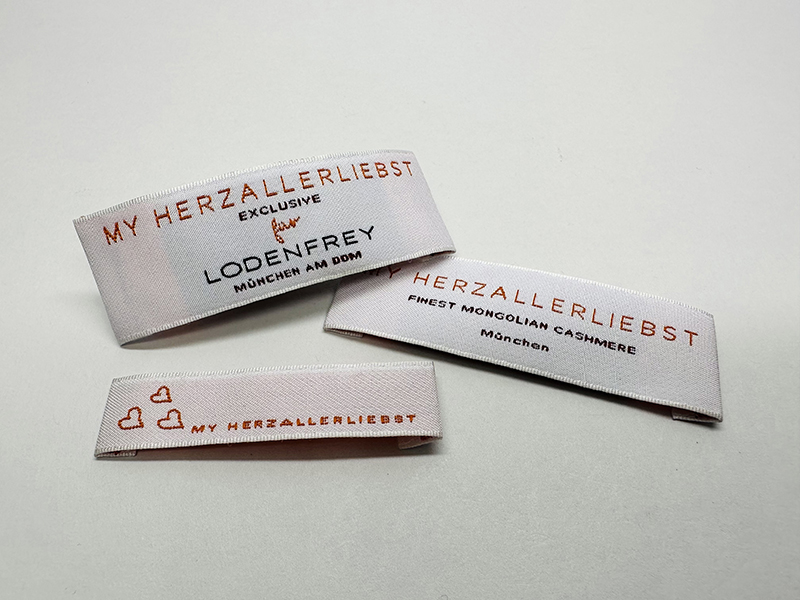 MY HERZALLERLIEBST
EXCLUSIVE
für
LODENFREY
MÜNCHEN AM DOM
MY HERZALLERLIEBST
FINEST MONGOLIAN CASHMERE
München
MY HERZALLERLIEBST